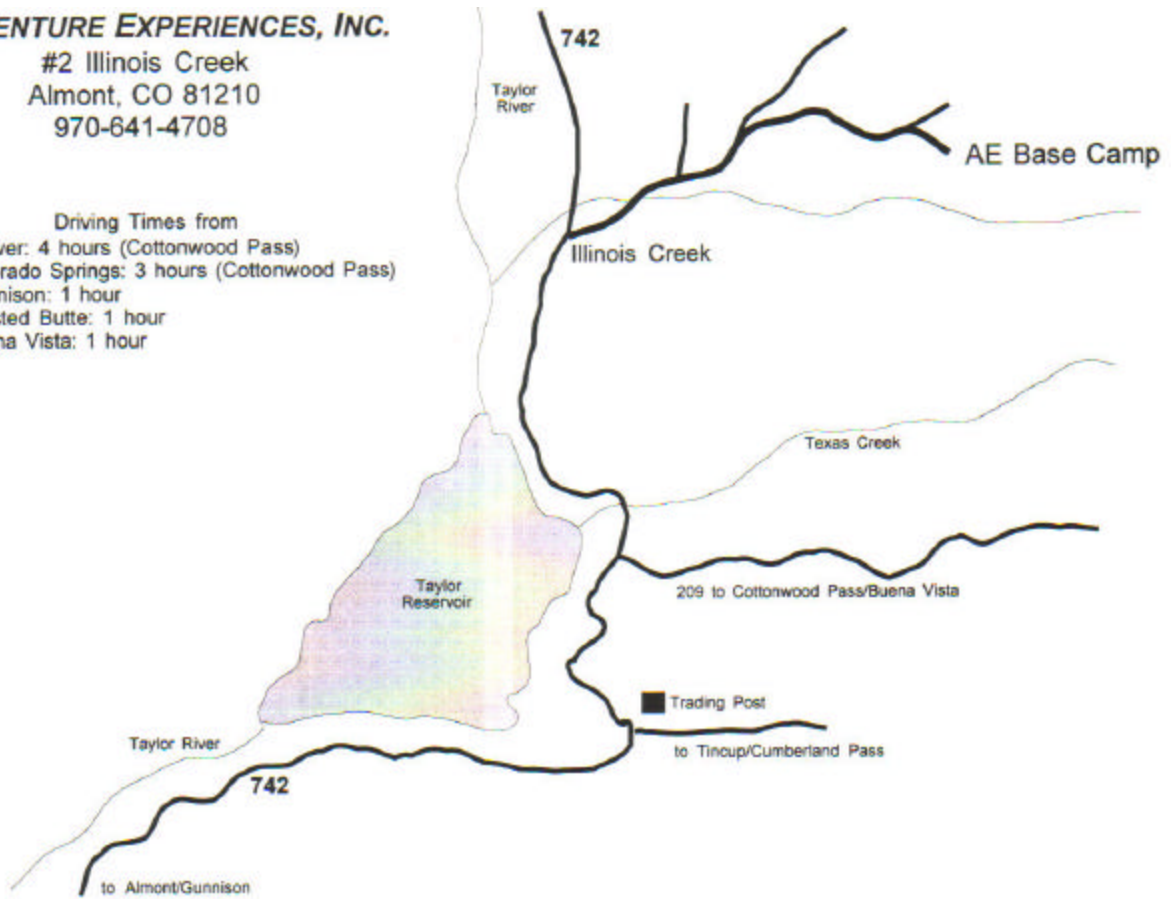 ENTURE EXPERIENCES, INC.
#2 Illinois Creek
Almont, CO 81210
970-641-4708
Driving Times from
ver: 4 hours (Cottonwood Pass)
rado Springs: 3 hours (Cottonwood Pass)
nison: 1 hour
sted Butte: 1 hour
na Vista: 1 hour
742
Taylor
River
AE Base Camp
Illinois Creek
Texas Creek
Taylor
Reservoir
209 to Cottonwood Pass/Buena Vista
Trading Post
Taylor River
to Tincup/Cumberland Pass
742
to Almont/Gunnison